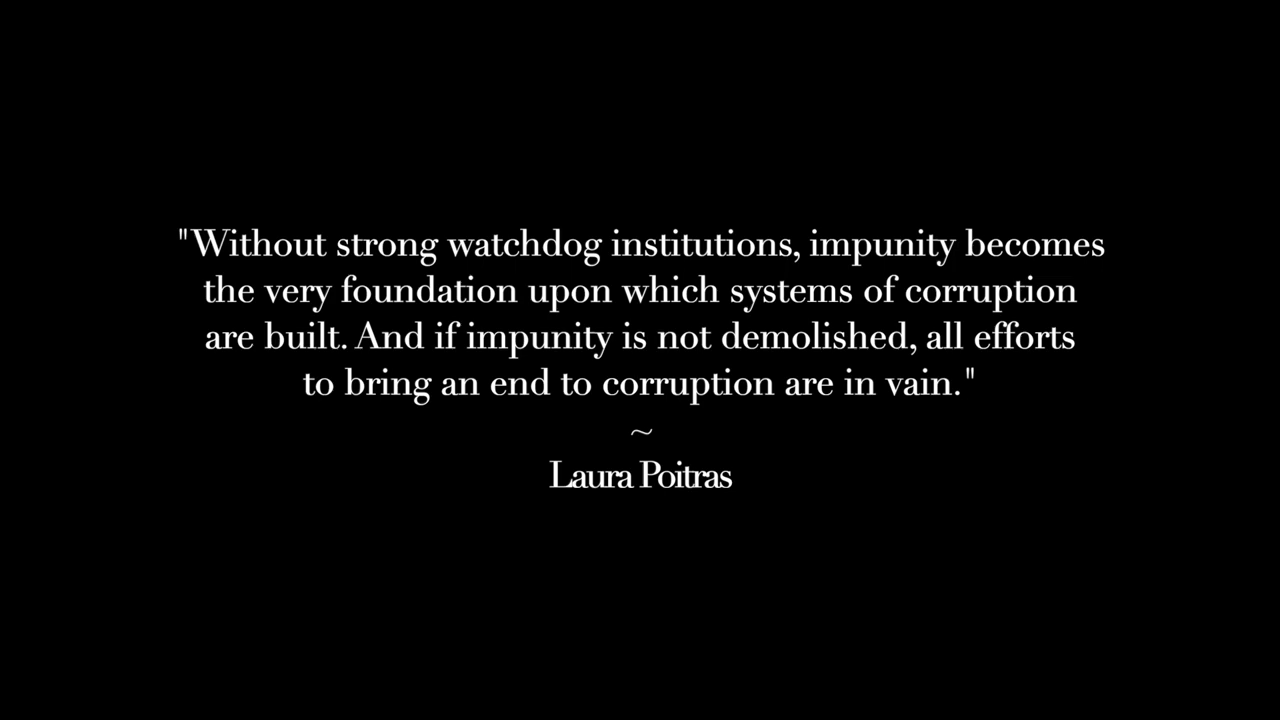 "Without strong watchdog institutions, impunity becomes
the very foundation upon which systems of corruption
are built. And if impunity is not demolished, all efforts
to bring an end to corruption are in vain."
~
Laura Poitras